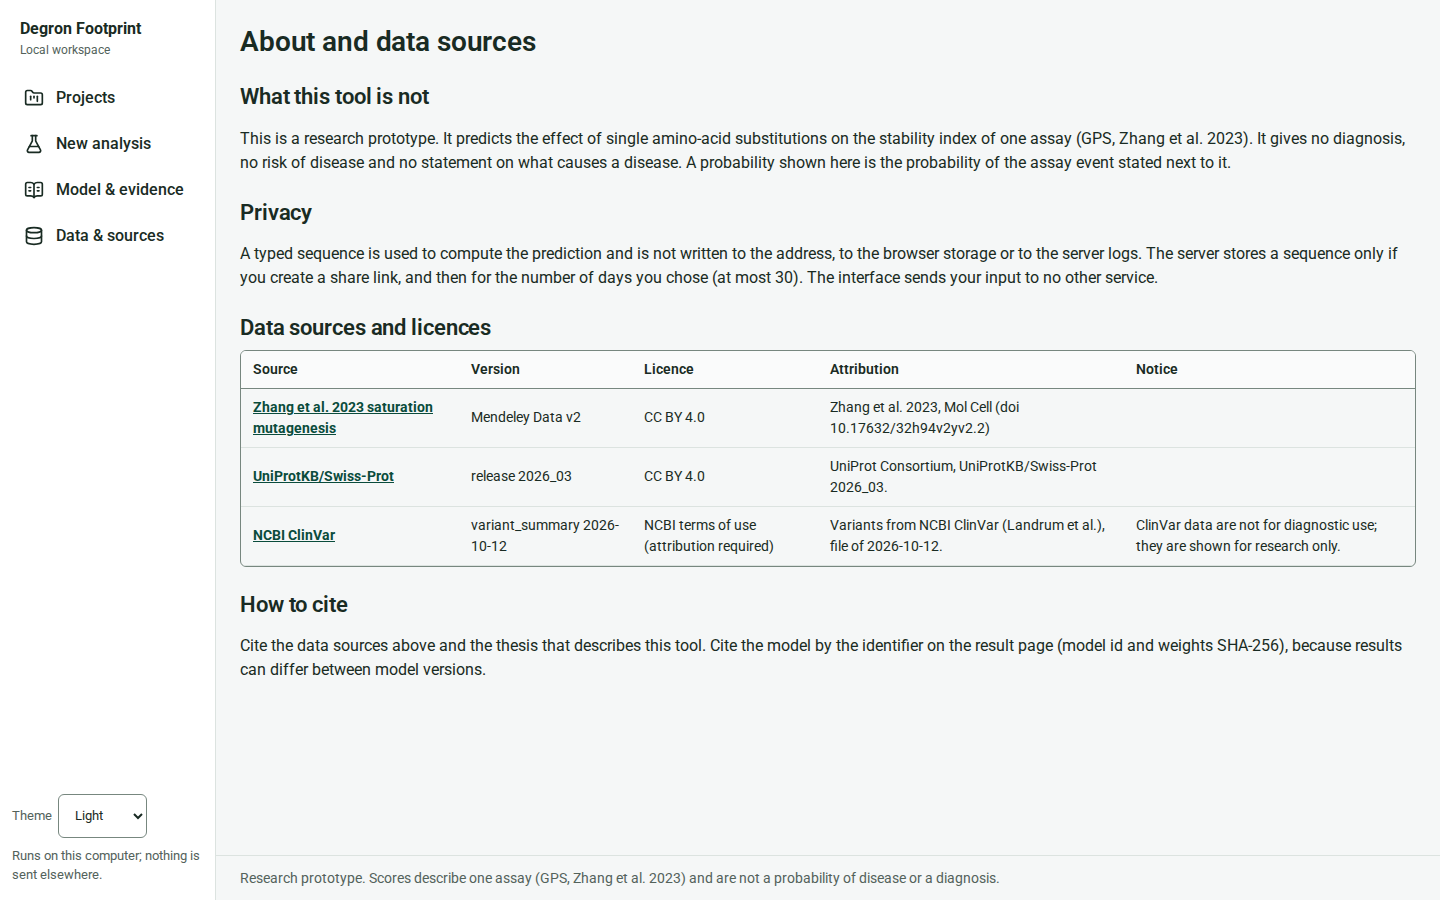 Degron Footprint
Local workspace
Projects
New analysis
Model & evidence
Data & sources
Theme
Light
Runs on this computer; nothing is
sent elsewhere.
About and data sources
What this tool is not
This is a research prototype. It predicts the effect of single amino-acid substitutions on the stability index of one assay (GPS, Zhang et al. 2023). It gives no diagnosis,
no risk of disease and no statement on what causes a disease. A probability shown here is the probability of the assay event stated next to it.
Privacy
A typed sequence is used to compute the prediction and is not written to the address, to the browser storage or to the server logs. The server stores a sequence only if
you create a share link, and then for the number of days you chose (at most 30). The interface sends your input to no other service.
Data sources and licences
Source Version Licence Attribution Notice
Zhang et al. 2023 saturation
mutagenesis
Mendeley Data v2
CC BY 4.0
Zhang et al. 2023, Mol Cell (doi
10.17632/32h94v2yv2.2)
UniProtKB/Swiss-Prot
release 2026_03
CC BY 4.0
UniProt Consortium, UniProtKB/Swiss-Prot
2026_03.
NCBI ClinVar
variant_summary 2026-
10-12
NCBI terms of use
(attribution required)
Variants from NCBI ClinVar (Landrum et al.),
file of 2026-10-12.
ClinVar data are not for diagnostic use;
they are shown for research only.
How to cite
Cite the data sources above and the thesis that describes this tool. Cite the model by the identifier on the result page (model id and weights SHA-256), because results
can differ between model versions.
Research prototype. Scores describe one assay (GPS, Zhang et al. 2023) and are not a probability of disease or a diagnosis.